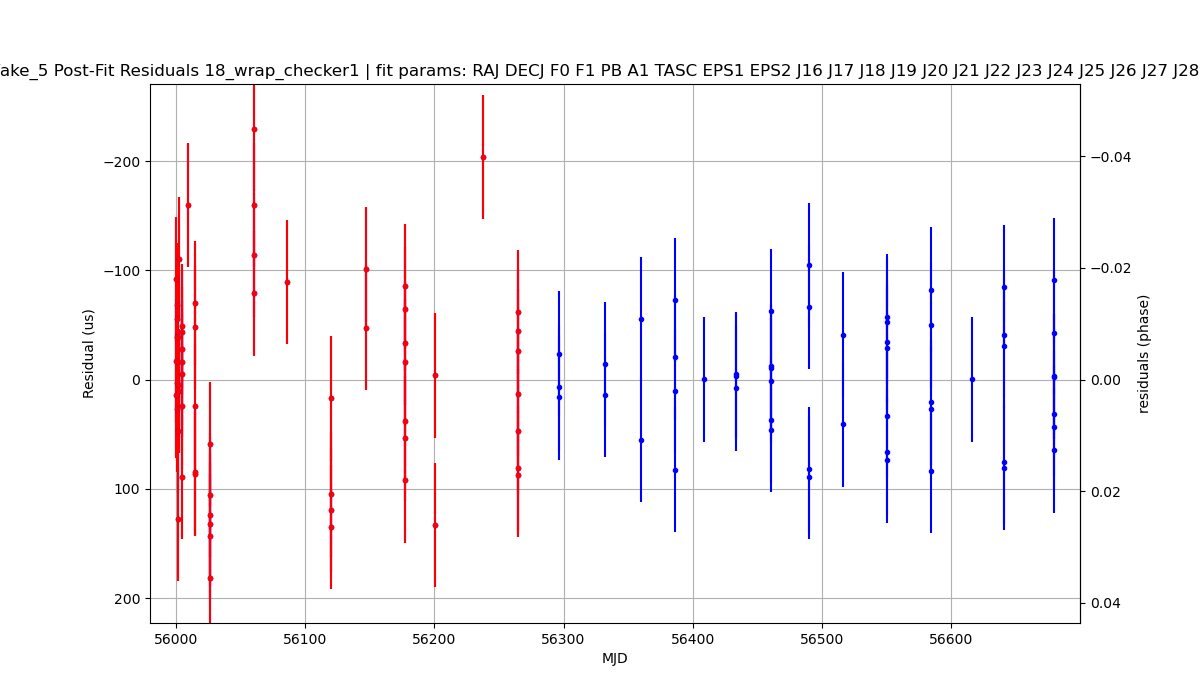 ake_5 Post-Fit Residuals 18_wrap_checker1 | fit params: RAJ DECJ F0 F1 PB A1 TASC EPS1 EPS2 J16 J17 J18 J19 J20 J21 J22 J23 J24 J25 J26 J27 J28
−200
−100
0
100
200
Residual (us)
−0.04
−0.02
0.00
0.02
0.04
residuals (phase)
56000 56100 56200 56300 56400 56500 56600
MJD